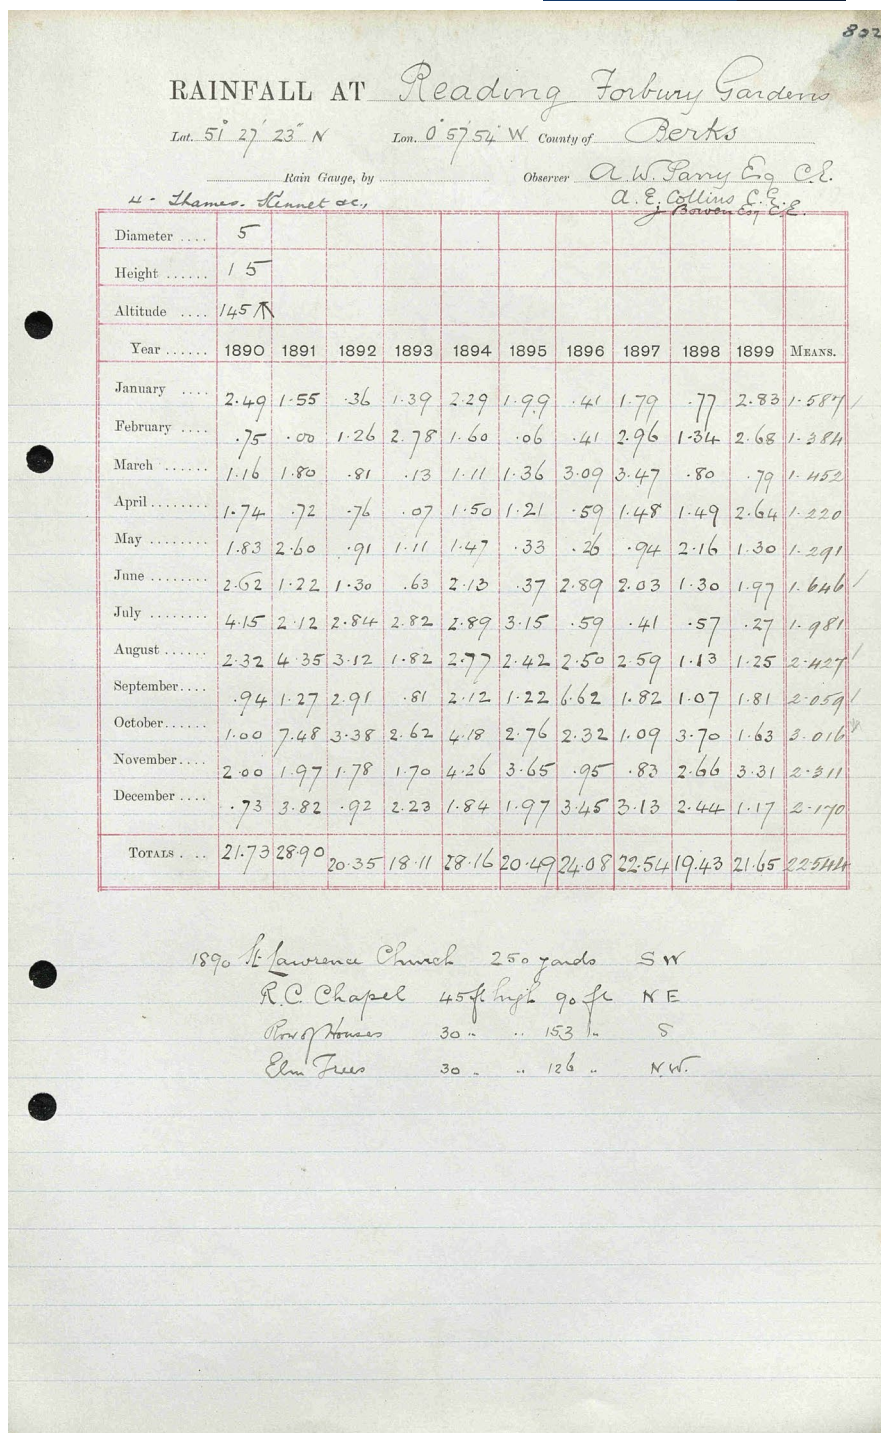 802
RAINFALL AT Reading Forbury Gardens
Lat. 51° 27' 23" N Lon. 0° 57' 54" W County of Berks
Rain Gauge, by Observer A. W. Parry Esq C.E.
4 - Thames. Kennet &c, A. E. Collins C.E.
J Bowen Esq C.E.
Diameter .... 5
Height ...... 15
Altitude .... 145
Year ...... 1890 1891 1892 1893 1894 1895 1896 1897 1898 1899 MEANS.
January .... 2.49 1.55 .36 1.39 2.29 1.99 .41 1.79 .77 2.83 1.587
February .... .75 .00 1.26 2.78 1.60 .06 .41 2.96 1.34 2.68 1.384
March ...... 1.16 1.80 .81 .13 1.11 1.36 3.09 3.47 .80 .79 1.452
April ........ 1.74 .72 .76 .07 1.50 1.21 .59 1.48 1.49 2.64 1.220
May ........ 1.83 2.60 .91 1.11 1.47 .33 .26 .94 2.16 1.30 1.291
June ........ 2.62 1.22 1.30 .63 2.13 .37 2.89 2.03 1.30 1.97 1.646
July ........ 4.15 2.12 2.84 2.82 2.89 3.15 .59 .41 .57 .27 1.981
August ...... 2.32 4.35 3.12 1.82 2.77 2.42 2.50 2.59 1.13 1.25 2.427
September.... .94 1.27 2.91 .81 2.12 1.22 6.62 1.82 1.07 1.81 2.059
October...... 1.00 7.48 3.38 2.62 4.18 2.76 2.32 1.09 3.70 1.63 3.016
November.... 2.00 1.97 1.78 1.70 4.26 3.65 .95 .83 2.66 3.31 2.311
December .... .73 3.82 .92 2.23 1.84 1.97 3.45 3.13 2.44 1.17 2.170
TOTALS .... 21.73 28.90 20.35 18.11 28.16 20.49 24.08 22.54 19.43 21.65 22.544
1890 St Lawrence Church 250 yards SW
R.C. Chapel 45 ft high 90 ft NE
Row of Houses 30 " " 153 " S
Elm Trees 30 " " 126 " N.W.